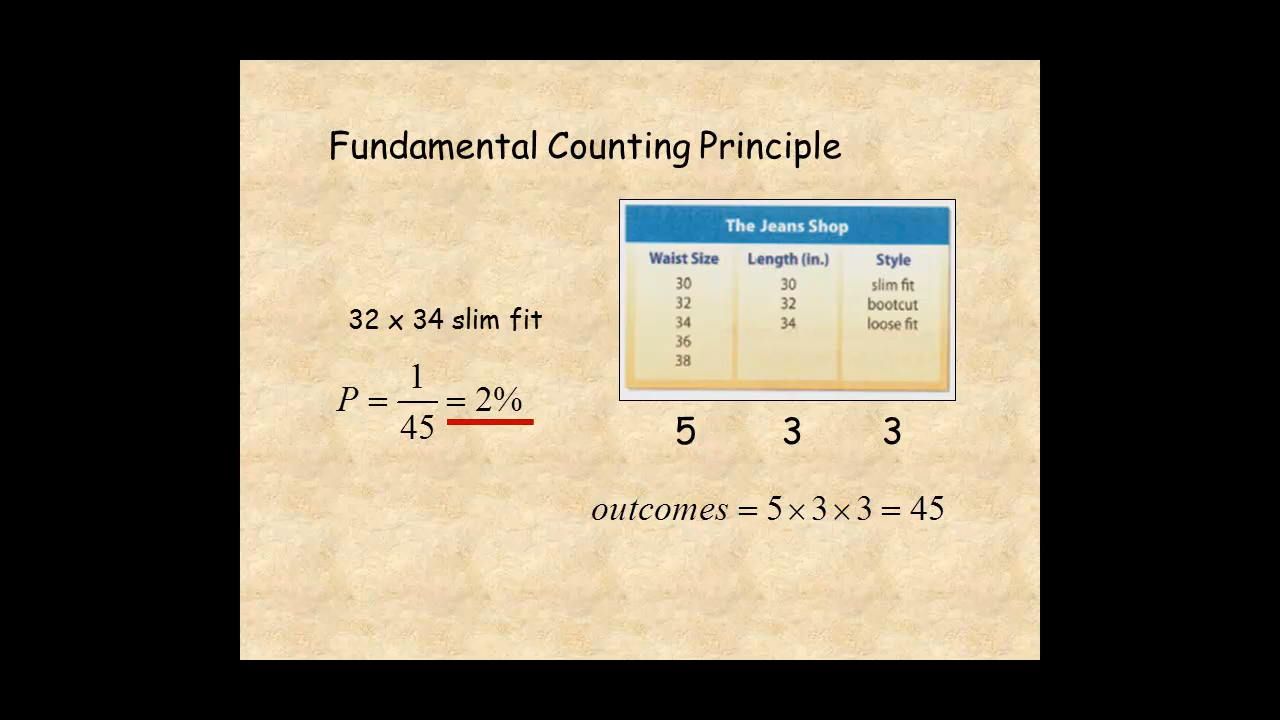 Fundamental Counting Principle
The Jeans Shop
Waist Size Length (in.) Style
30 30 slim fit
32 32 bootcut
34 34 loose fit
36
38
32 x 34 slim fit
P = 1/45 = 2%
5 3 3
outcomes = 5 × 3 × 3 = 45